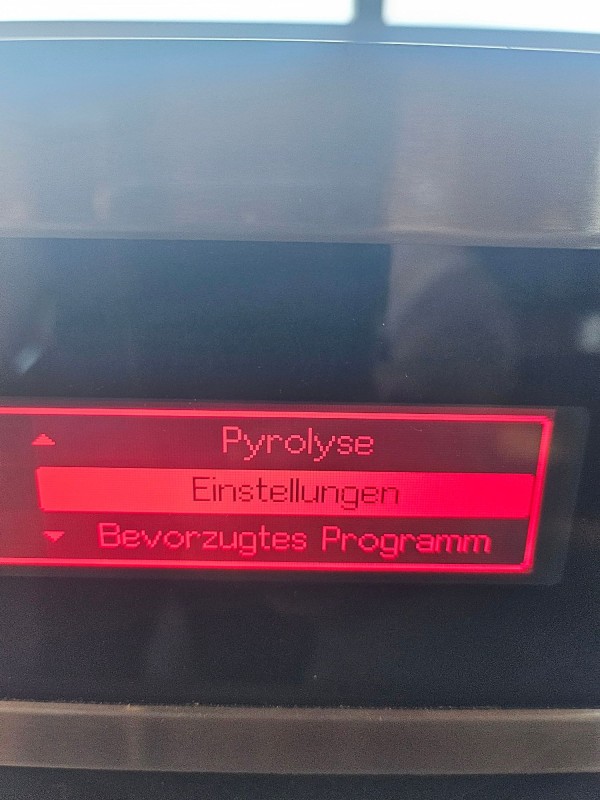 Pyrolyse
Einstellungen
Bevorzugtes Programm